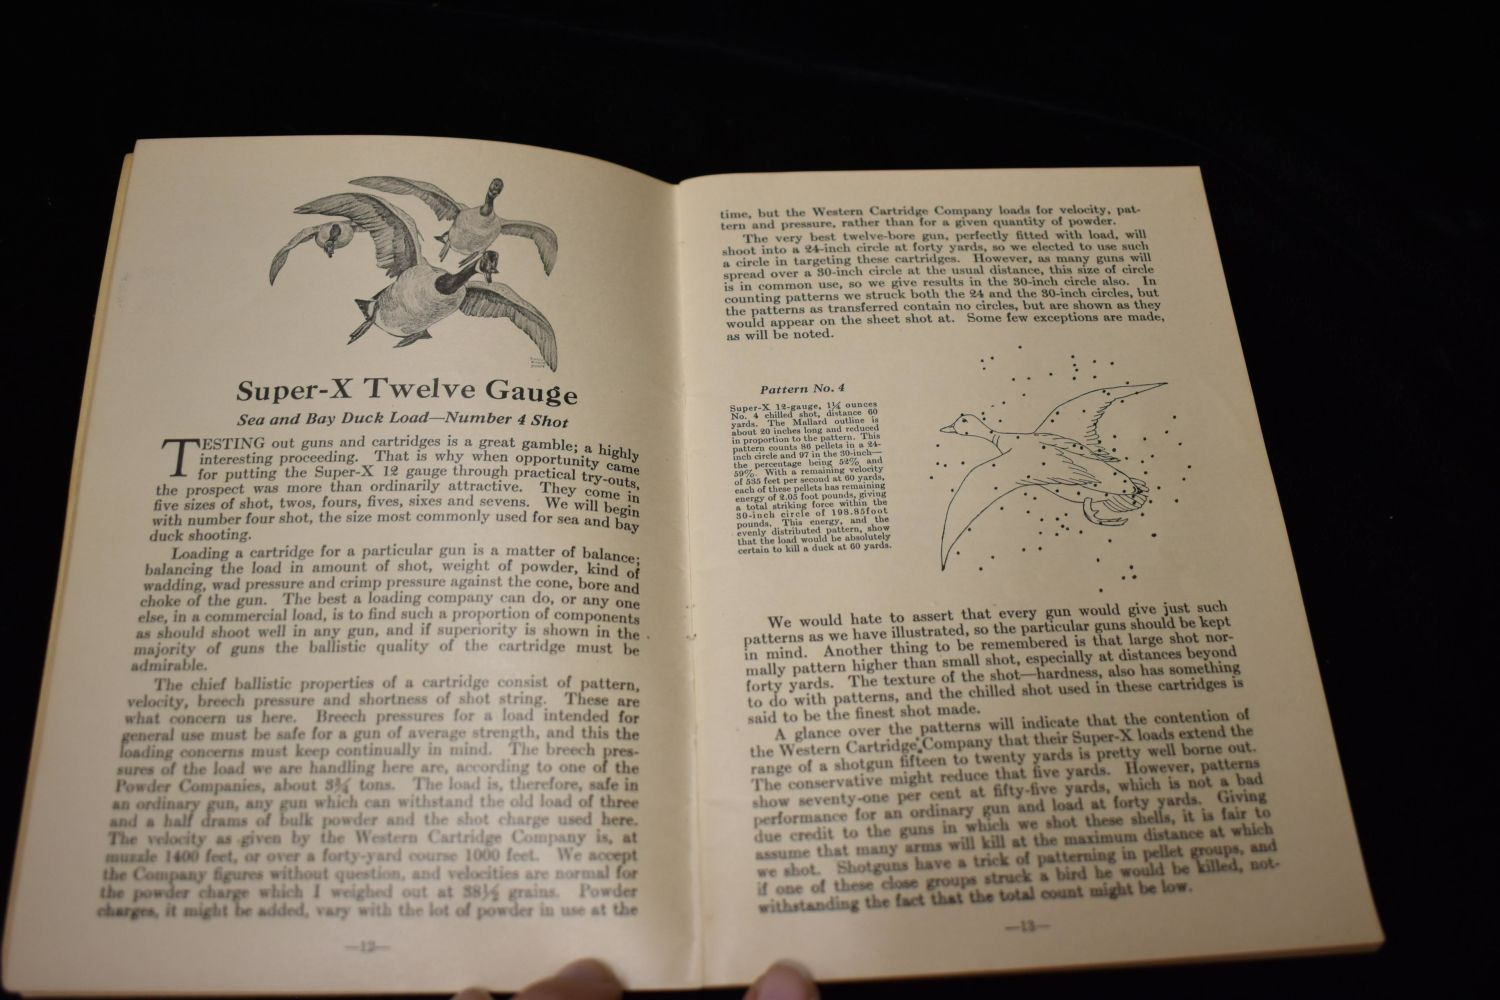 Super-X Twelve Gauge
Sea and Bay Duck Load—Number 4 Shot
TESTING out guns and cartridges is a great gamble; a highly
interesting proceeding. That is why when opportunity came
for putting the Super-X 12 gauge through practical try-outs,
the prospect was more than ordinarily attractive. They come in
five sizes of shot, twos, fours, fives, sixes and sevens. We will begin
with number four shot, the size most commonly used for sea and bay
duck shooting.
Loading a cartridge for a particular gun is a matter of balance;
balancing the load in amount of shot, weight of powder, kind of
wadding, wad pressure and crimp pressure against the cone, bore and
choke of the gun. The best a loading company can do, or any one
else, in a commercial load, is to find such a proportion of components
as should shoot well in any gun, and if superiority is shown in the
majority of guns the ballistic quality of the cartridge must be
admirable.
The chief ballistic properties of a cartridge consist of pattern,
velocity, breech pressure and shortness of shot string. These are
what concern us here. Breech pressures for a load intended for
general use must be safe for a gun of average strength, and this the
loading concerns must keep continually in mind. The breech pres-
sures of the load we are handling here are, according to one of the
Powder Companies, about 3¾ tons. The load is, therefore, safe in
an ordinary gun, any gun which can withstand the old load of three
and a half drams of bulk powder and the shot charge used here.
The velocity as given by the Western Cartridge Company is, at
muzzle 1400 feet, or over a forty-yard course 1000 feet. We accept
the Company figures without question, and velocities are normal for
the powder charge which I weighed out at 38½ grains. Powder
charges, it might be added, vary with the lot of powder in use at the
—12—
time, but the Western Cartridge Company loads for velocity, pat-
tern and pressure, rather than for a given quantity of powder.
The very best twelve-bore gun, perfectly fitted with load, will
shoot into a 24-inch circle at forty yards, so we elected to use such
a circle in targeting these cartridges. However, as many guns will
spread over a 30-inch circle at the usual distance, this size of circle
is in common use, so we give results in the 30-inch circle also. In
counting patterns we struck both the 24 and the 30-inch circles, but
the patterns as transferred contain no circles, but are shown as they
would appear on the sheet shot at. Some few exceptions are made,
as will be noted.
Pattern No. 4
Super-X 12-gauge, 1¼ ounces
No. 4 chilled shot, distance 60
yards. The Mallard outline is
about 20 inches long and reduced
in proportion to the pattern. This
pattern counts 86 pellets in a 24-
inch circle and 97 in the 30-inch—
the percentage being 52% and
59%. With a remaining velocity
of 535 feet per second at 60 yards,
each of these pellets has remaining
energy of 2.05 foot pounds, giving
a total striking force within the
30-inch circle of 198.85foot
pounds. This energy, and the
evenly distributed pattern, show
that the load would be absolutely
certain to kill a duck at 60 yards.
We would hate to assert that every gun would give just such
patterns as we have illustrated, so the particular guns should be kept
in mind. Another thing to be remembered is that large shot nor-
mally pattern higher than small shot, especially at distances beyond
forty yards. The texture of the shot—hardness, also has something
to do with patterns, and the chilled shot used in these cartridges is
said to be the finest shot made.
A glance over the patterns will indicate that the contention of
the Western Cartridge Company that their Super-X loads extend the
range of a shotgun fifteen to twenty yards is pretty well borne out.
The conservative might reduce that five yards. However, patterns
show seventy-one per cent at fifty-five yards, which is not a bad
performance for an ordinary gun and load at forty yards. Giving
due credit to the guns in which we shot these shells, it is fair to
assume that many arms will kill at the maximum distance at which
we shot. Shotguns have a trick of patterning in pellet groups, and
if one of these close groups struck a bird he would be killed, not-
withstanding the fact that the total count might be low.
—13—